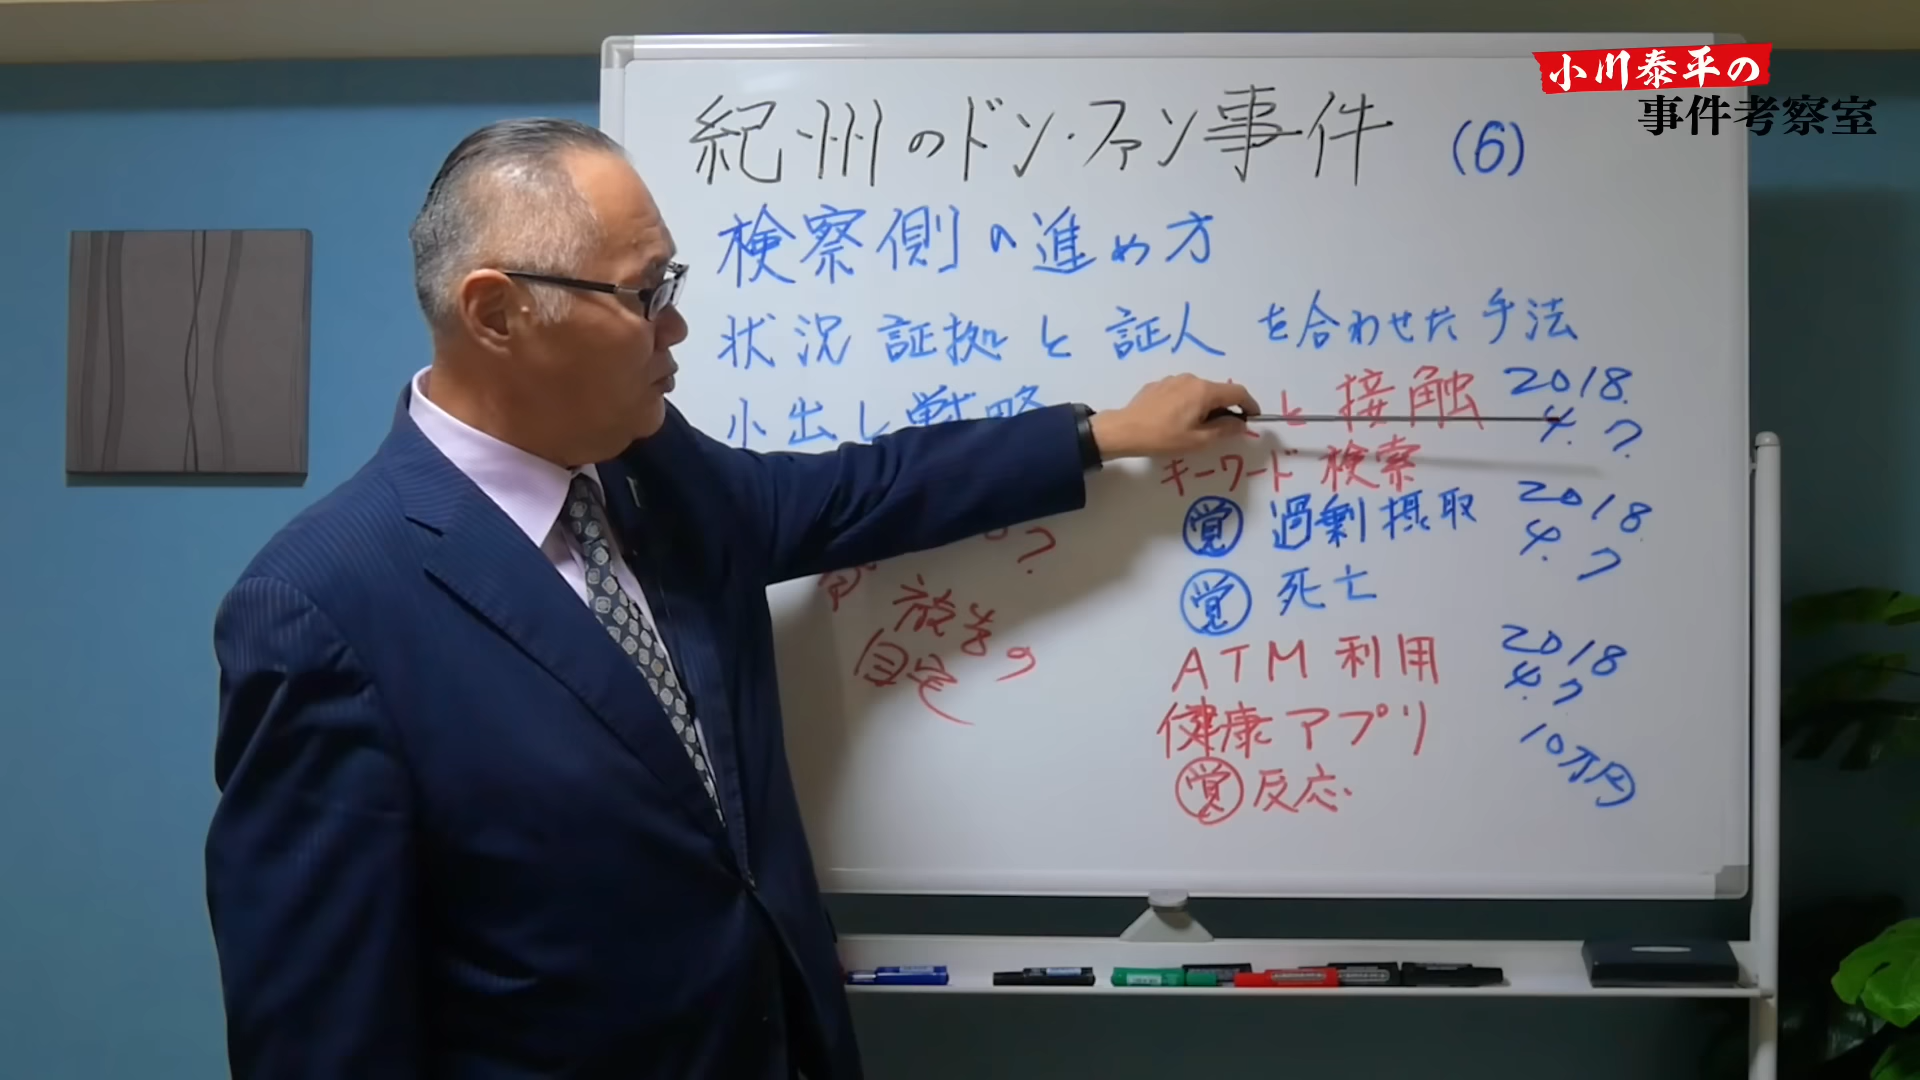 小川泰平の
事件考察室
紀州のドン・ファン事件 (6)
検察側の進め方
状況証拠と証人を合わせた手法
小出し戦略
と接触 2018.
4.7
キーワード検索
覚 過剰摂取 2018.
4.7
覚 死亡
ATM利用 2018
4.7
健康アプリ 10万円
覚 反応
?